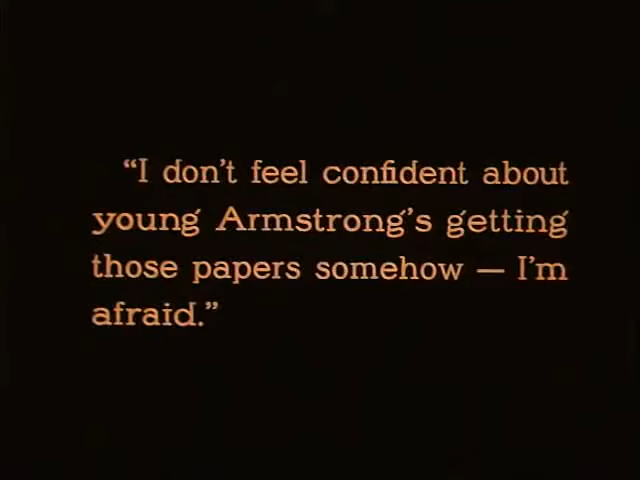 “I don’t feel confident about
young Armstrong’s getting
those papers somehow — I’m
afraid.”